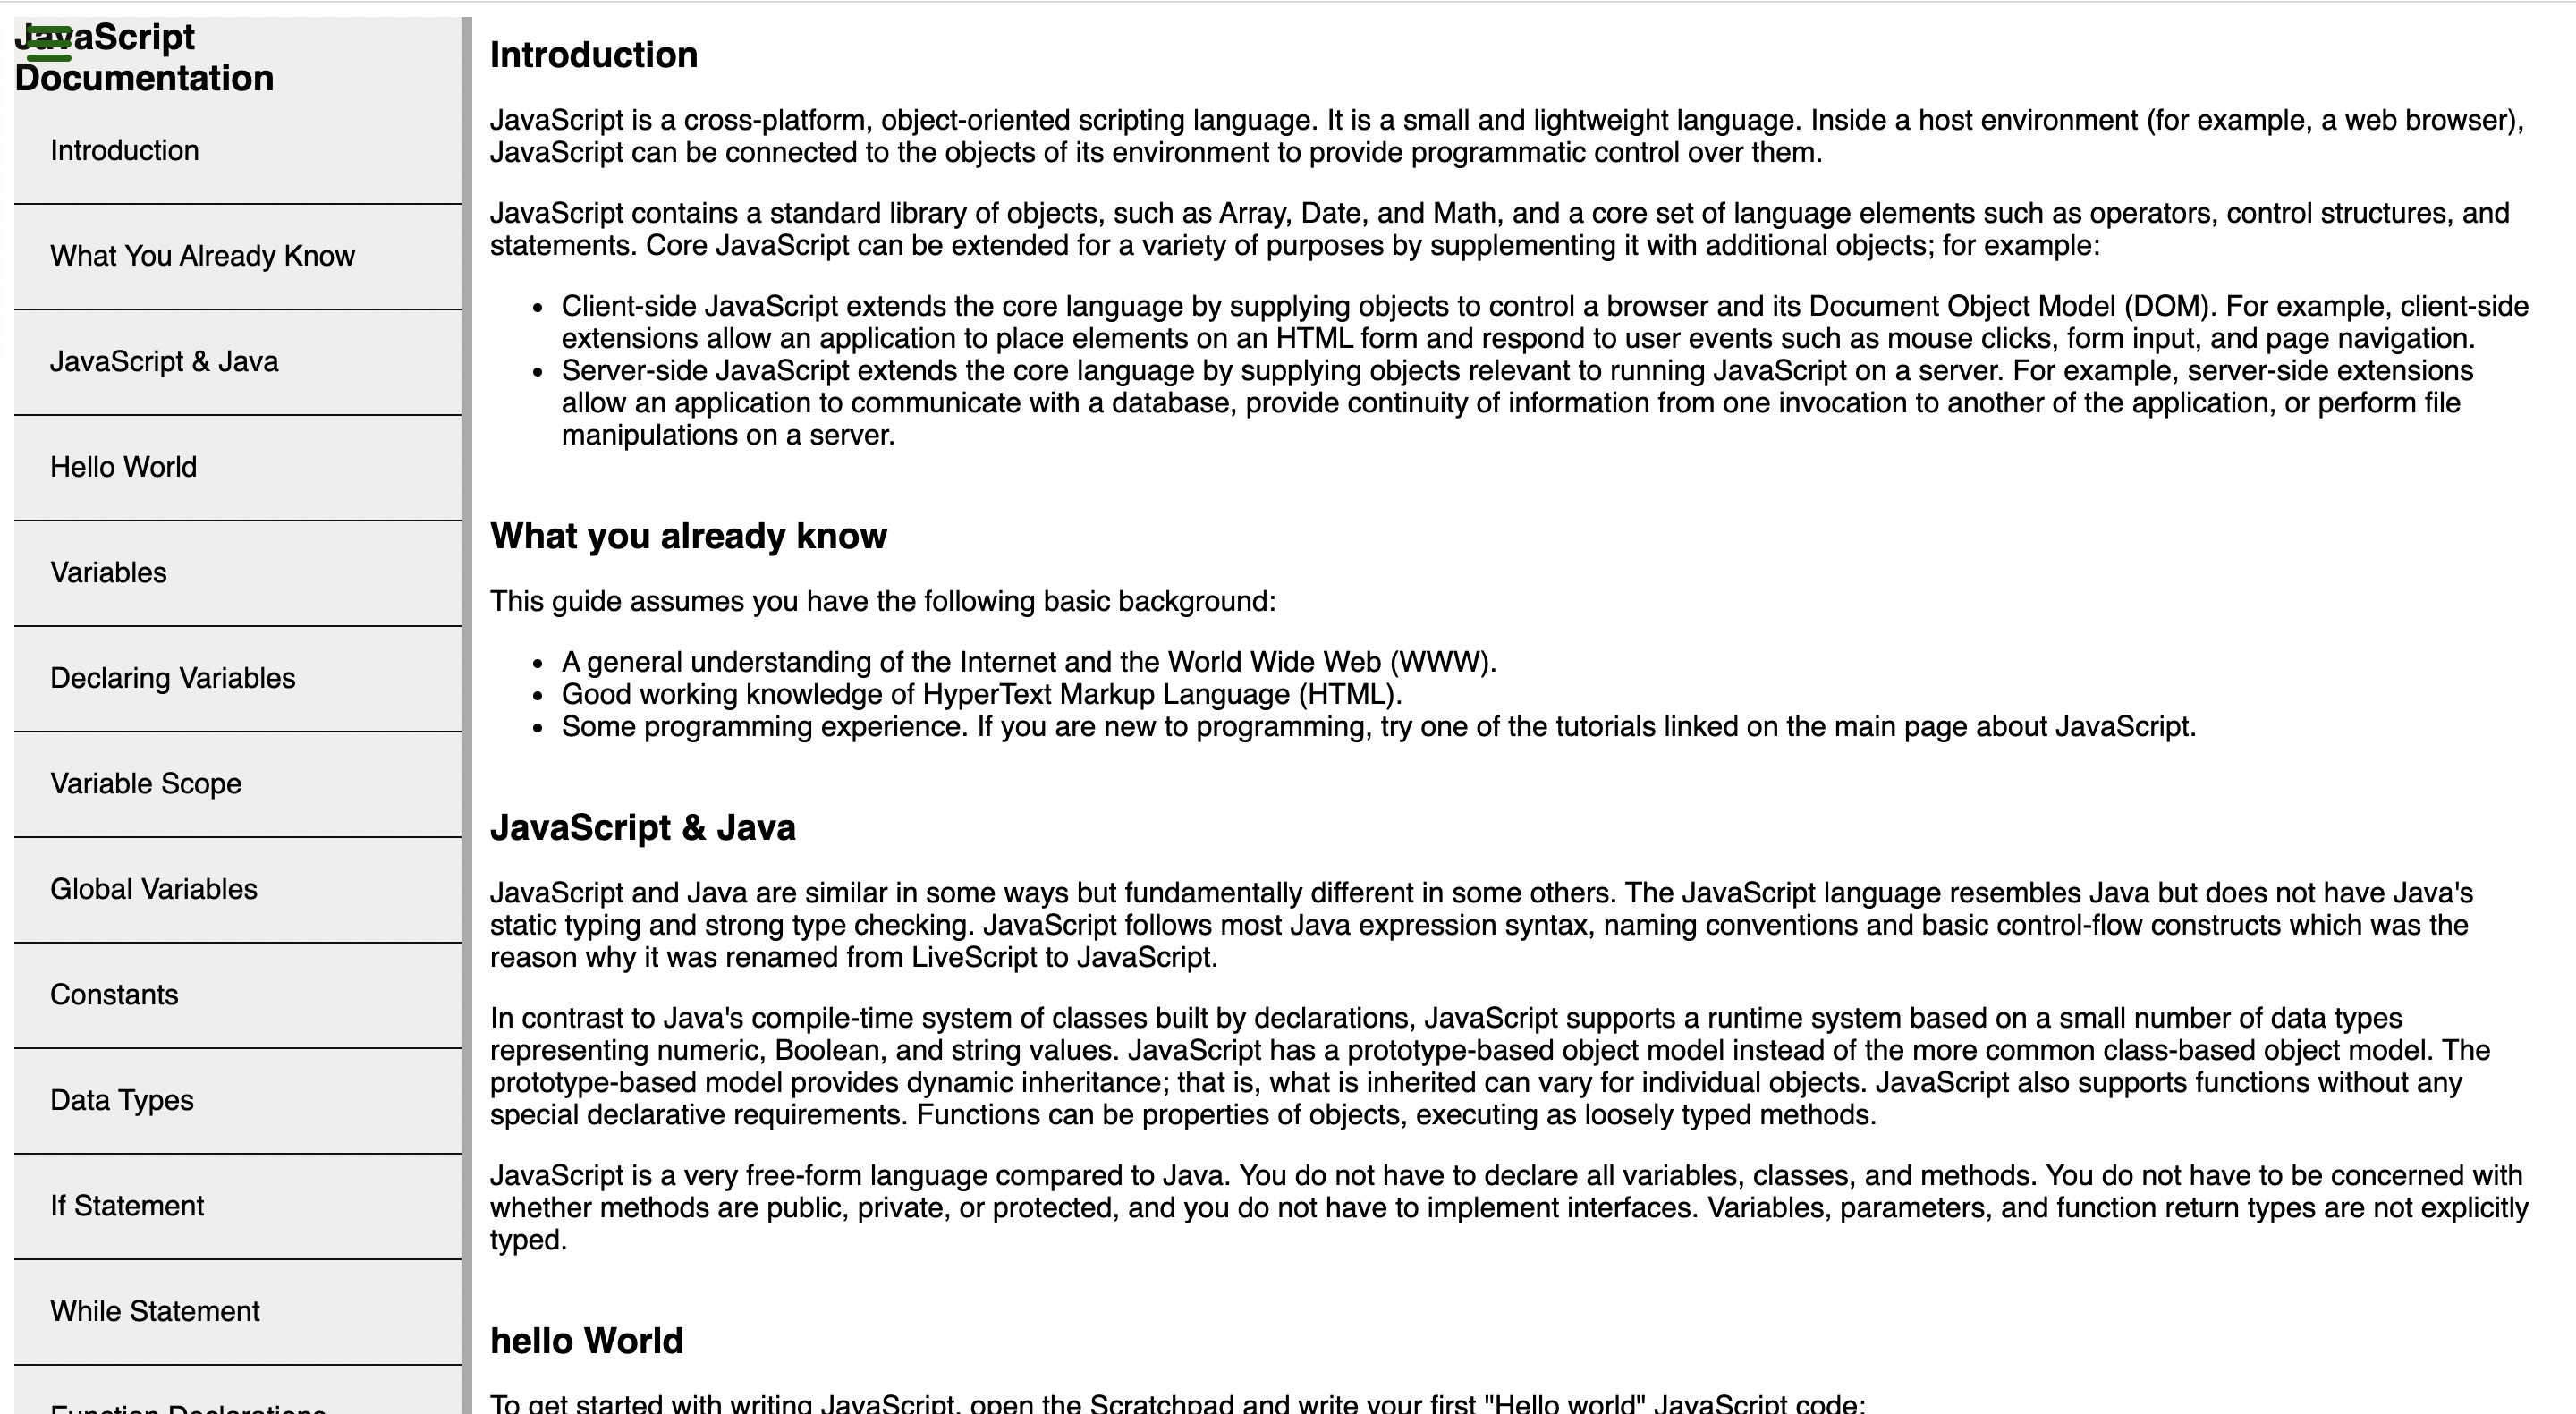 JavaScript
Documentation
Introduction
What You Already Know
JavaScript & Java
Hello World
Variables
Declaring Variables
Variable Scope
Global Variables
Constants
Data Types
If Statement
While Statement
Function Declarations
Introduction
JavaScript is a cross-platform, object-oriented scripting language. It is a small and lightweight language. Inside a host environment (for example, a web browser),
JavaScript can be connected to the objects of its environment to provide programmatic control over them.
JavaScript contains a standard library of objects, such as Array, Date, and Math, and a core set of language elements such as operators, control structures, and
statements. Core JavaScript can be extended for a variety of purposes by supplementing it with additional objects; for example:
• Client-side JavaScript extends the core language by supplying objects to control a browser and its Document Object Model (DOM). For example, client-side
extensions allow an application to place elements on an HTML form and respond to user events such as mouse clicks, form input, and page navigation.
• Server-side JavaScript extends the core language by supplying objects relevant to running JavaScript on a server. For example, server-side extensions
allow an application to communicate with a database, provide continuity of information from one invocation to another of the application, or perform file
manipulations on a server.
What you already know
This guide assumes you have the following basic background:
• A general understanding of the Internet and the World Wide Web (WWW).
• Good working knowledge of HyperText Markup Language (HTML).
• Some programming experience. If you are new to programming, try one of the tutorials linked on the main page about JavaScript.
JavaScript & Java
JavaScript and Java are similar in some ways but fundamentally different in some others. The JavaScript language resembles Java but does not have Java's
static typing and strong type checking. JavaScript follows most Java expression syntax, naming conventions and basic control-flow constructs which was the
reason why it was renamed from LiveScript to JavaScript.
In contrast to Java's compile-time system of classes built by declarations, JavaScript supports a runtime system based on a small number of data types
representing numeric, Boolean, and string values. JavaScript has a prototype-based object model instead of the more common class-based object model. The
prototype-based model provides dynamic inheritance; that is, what is inherited can vary for individual objects. JavaScript also supports functions without any
special declarative requirements. Functions can be properties of objects, executing as loosely typed methods.
JavaScript is a very free-form language compared to Java. You do not have to declare all variables, classes, and methods. You do not have to be concerned with
whether methods are public, private, or protected, and you do not have to implement interfaces. Variables, parameters, and function return types are not explicitly
typed.
hello World
To get started with writing JavaScript, open the Scratchpad and write your first "Hello world" JavaScript code: